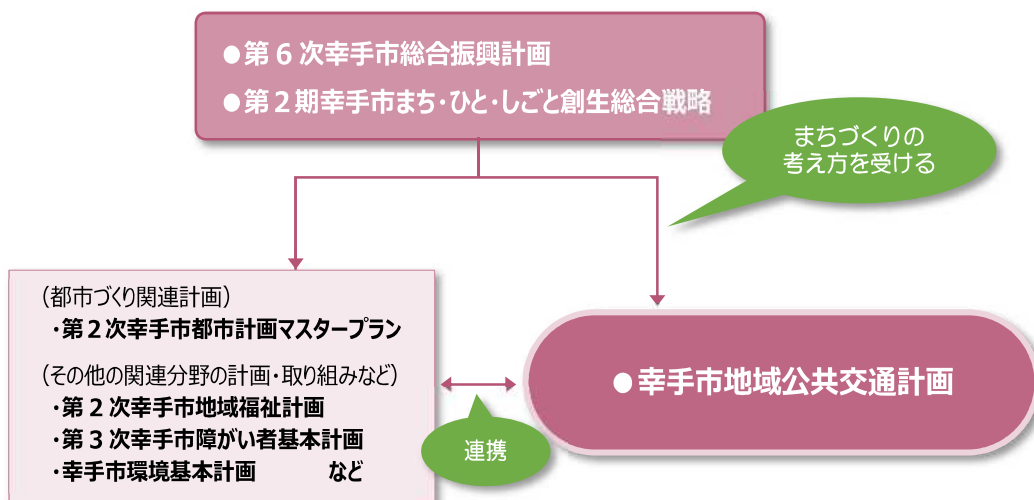 ●第6次幸手市総合振興計画
●第2期幸手市まち・ひと・しごと創生総合戦略
まちづくりの
考え方を受ける
(都市づくり関連計画)
・第2次幸手市都市計画マスタープラン
(その他の関連分野の計画・取り組みなど)
・第2次幸手市地域福祉計画
・第3次幸手市障がい者基本計画
・幸手市環境基本計画 など
連携
●幸手市地域公共交通計画